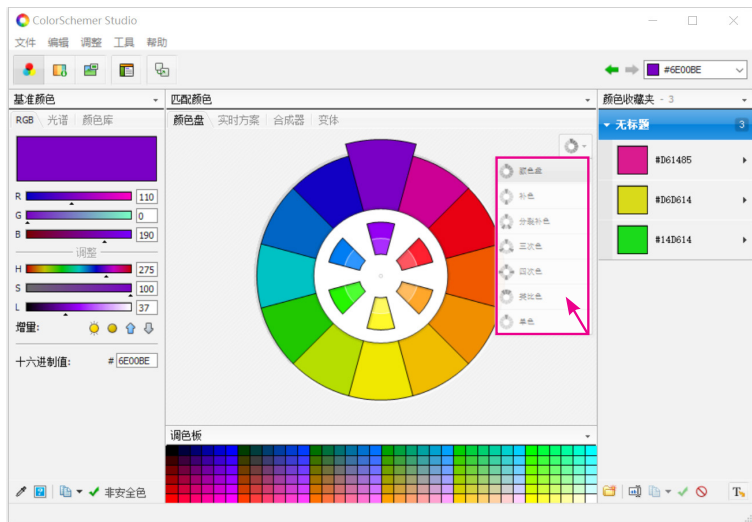 ColorSchemer Studio
文件 编辑 调整 工具 帮助
#6E00BE
基准颜色
匹配颜色
颜色收藏夹 - 3
RGB 光谱 颜色库
颜色盘 实时方案 合成器 变体
无标题 3
#D61485
#D6D614
#14D614
R 110
G 0
B 190
调整
H 275
S 100
L 37
增量:
十六进制值: # 6E00BE
颜色盘
补色
分裂补色
三次色
四次色
类比色
单色
调色板
非安全色